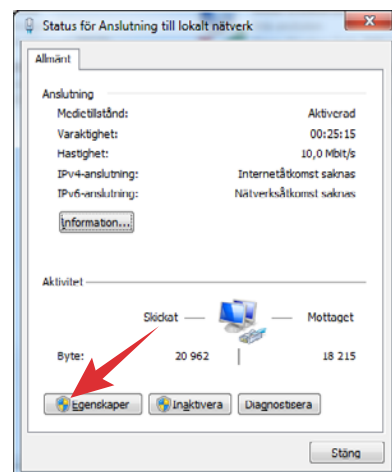 Status för Anslutning till lokalt nätverk
Allmänt
Anslutning
Medietillstånd: Aktiverad
Varaktighet: 00:25:15
Hastighet: 10,0 Mbit/s
IPv4-anslutning: Internetåtkomst saknas
IPv6-anslutning: Nätverksåtkomst saknas
Information...
Aktivitet
Skickat — Mottaget
Byte: 20 962 | 18 215
Egenskaper Inaktivera Diagnostisera
Stäng